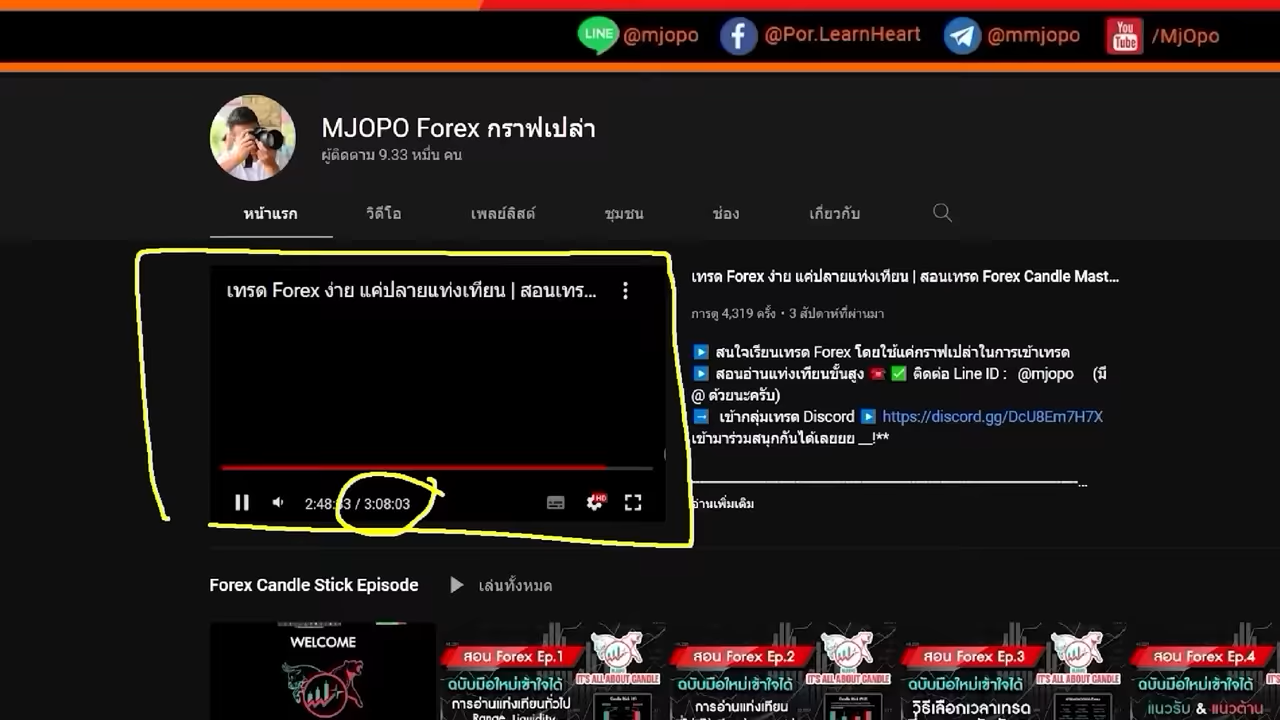 LINE @mjopo @Por.LearnHeart @mmjopo You Tube /MjOpo
MJOPO Forex กราฟเปล่า
ผู้ติดตาม 9.33 หมื่น คน
หน้าแรก วิดีโอ เพลย์ลิสต์ ชุมชน ช่อง เกี่ยวกับ
เทรด Forex ง่าย แค่ปลายแท่งเทียน | สอนเทร...
2:48: / 3:08:03
HD
เทรด Forex ง่าย แค่ปลายแท่งเทียน | สอนเทรด Forex Candle Mast...
การดู 4,319 ครั้ง • 3 สัปดาห์ที่ผ่านมา
สนใจเรียนเทรด Forex โดยใช้แค่กราฟเปล่าในการเข้าเทรด
สอนอ่านแท่งเทียนขั้นสูง ติดต่อ Line ID : @mjopo (มี
@ ด้วยนะครับ)
เข้ากลุ่มเทรด Discord https://discord.gg/DcU8Em7H7X
เข้ามาร่วมสนุกกันได้เลยยย __!**
...
อ่านเพิ่มเติม
Forex Candle Stick Episode เล่นทั้งหมด
WELCOME
สอน Forex Ep.1
IT'S ALL ABOUT CANDLE
ฉบับมือใหม่เข้าใจได้
การอ่านแท่งเทียนทั่วไป
Range, Liquidity
สอน Forex Ep.2
IT'S ALL ABOUT CANDLE
ฉบับมือใหม่เข้าใจได้
การอ่านแท่งเทียน
สอน Forex Ep.3
IT'S ALL ABOUT CANDLE
ฉบับมือใหม่เข้าใจได้
วิธีเลือกเวลาเทรด
สอน Forex Ep.4
ฉบับมือใหม่เข้าใจได้
แนวรับ & แนวต้าน